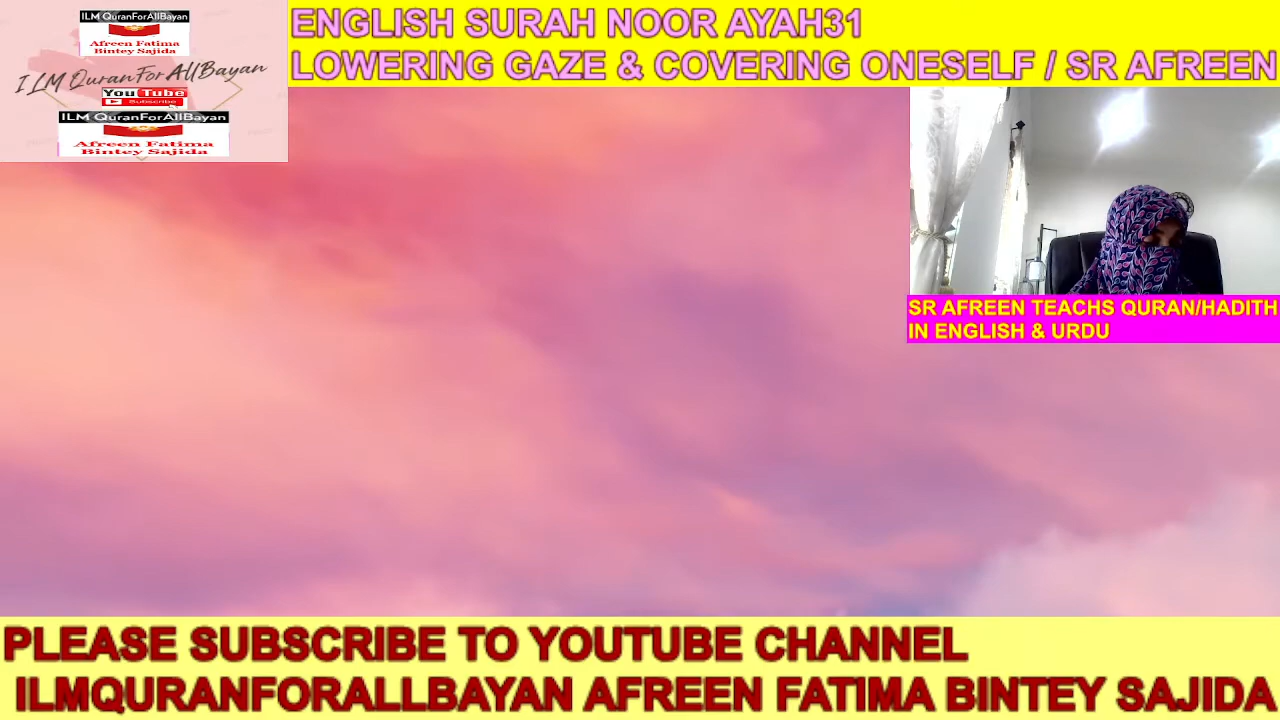 ILM QuranForAllBayan
Afreen Fatima
Bintey Sajida
ILM QuranForAllBayan
YouTube
Subscribe
ILM QuranForAllBayan
Afreen Fatima
Bintey Sajida
ENGLISH SURAH NOOR AYAH31
LOWERING GAZE & COVERING ONESELF / SR AFREEN
SR AFREEN TEACHS QURAN/HADITH
IN ENGLISH & URDU
PLEASE SUBSCRIBE TO YOUTUBE CHANNEL
ILMQURANFORALLBAYAN AFREEN FATIMA BINTEY SAJIDA